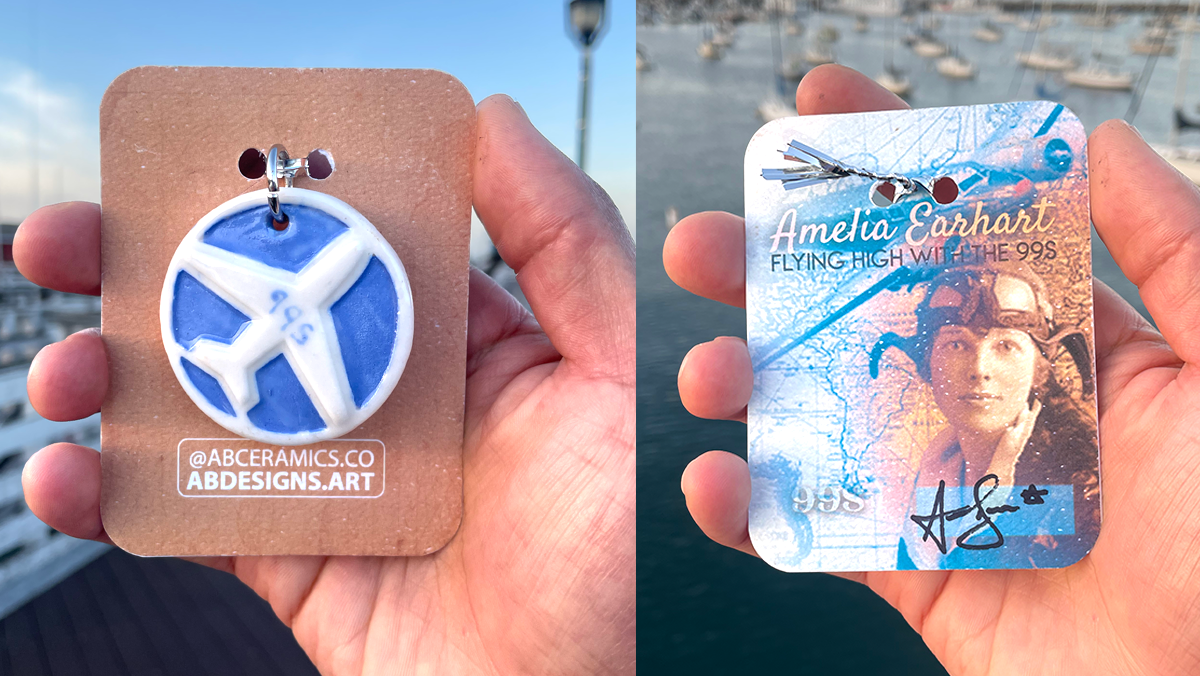 99s
@ABCERAMICS.CO
ABDESIGNS.ART
Amelia Earhart
FLYING HIGH WITH THE 99S
99s